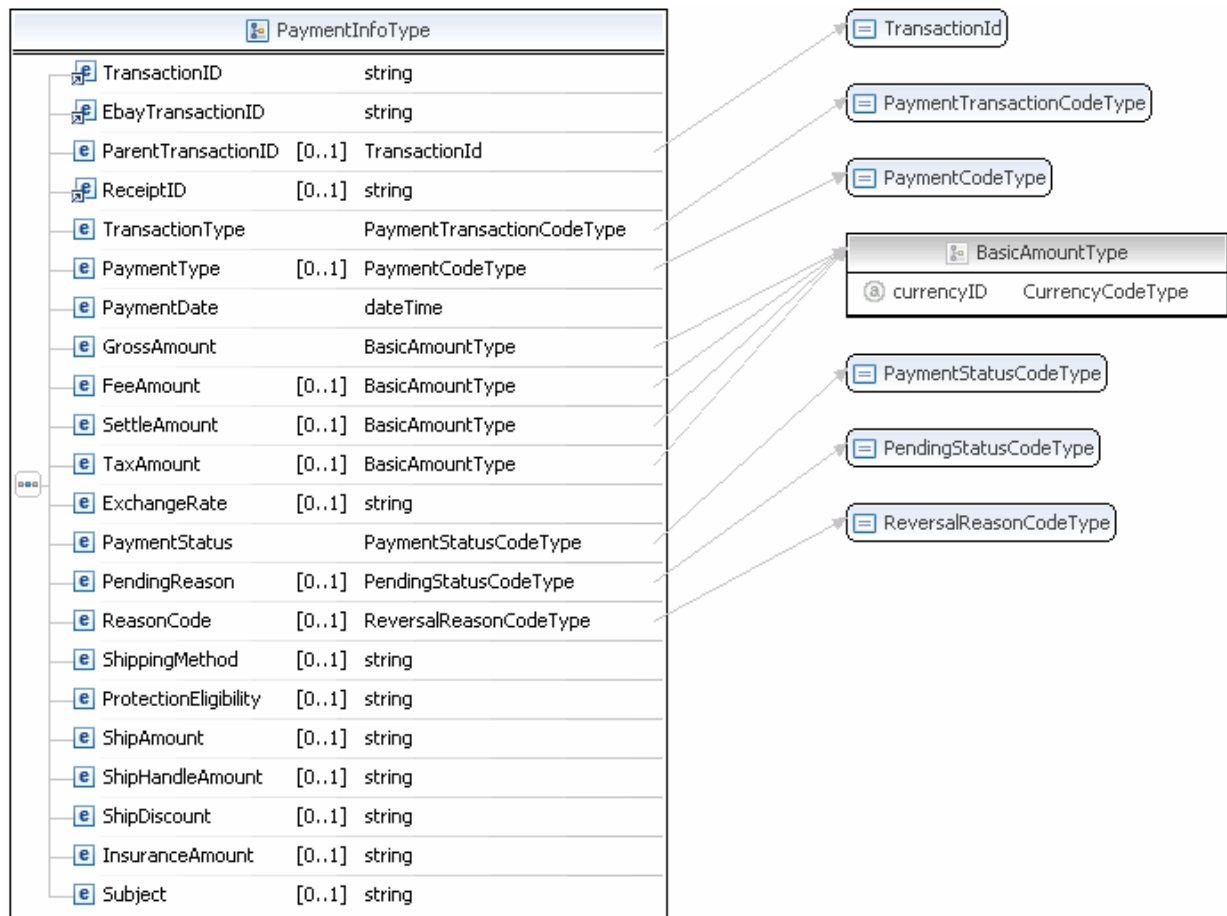 PaymentInfoType
TransactionID string
EbayTransactionID string
ParentTransactionID [0..1] TransactionId
ReceiptID [0..1] string
TransactionType PaymentTransactionCodeType
PaymentType [0..1] PaymentCodeType
PaymentDate dateTime
GrossAmount BasicAmountType
FeeAmount [0..1] BasicAmountType
SettleAmount [0..1] BasicAmountType
TaxAmount [0..1] BasicAmountType
ExchangeRate [0..1] string
PaymentStatus PaymentStatusCodeType
PendingReason [0..1] PendingStatusCodeType
ReasonCode [0..1] ReversalReasonCodeType
ShippingMethod [0..1] string
ProtectionEligibility [0..1] string
ShipAmount [0..1] string
ShipHandleAmount [0..1] string
ShipDiscount [0..1] string
InsuranceAmount [0..1] string
Subject [0..1] string
TransactionId
PaymentTransactionCodeType
PaymentCodeType
BasicAmountType
currencyID CurrencyCodeType
PaymentStatusCodeType
PendingStatusCodeType
ReversalReasonCodeType